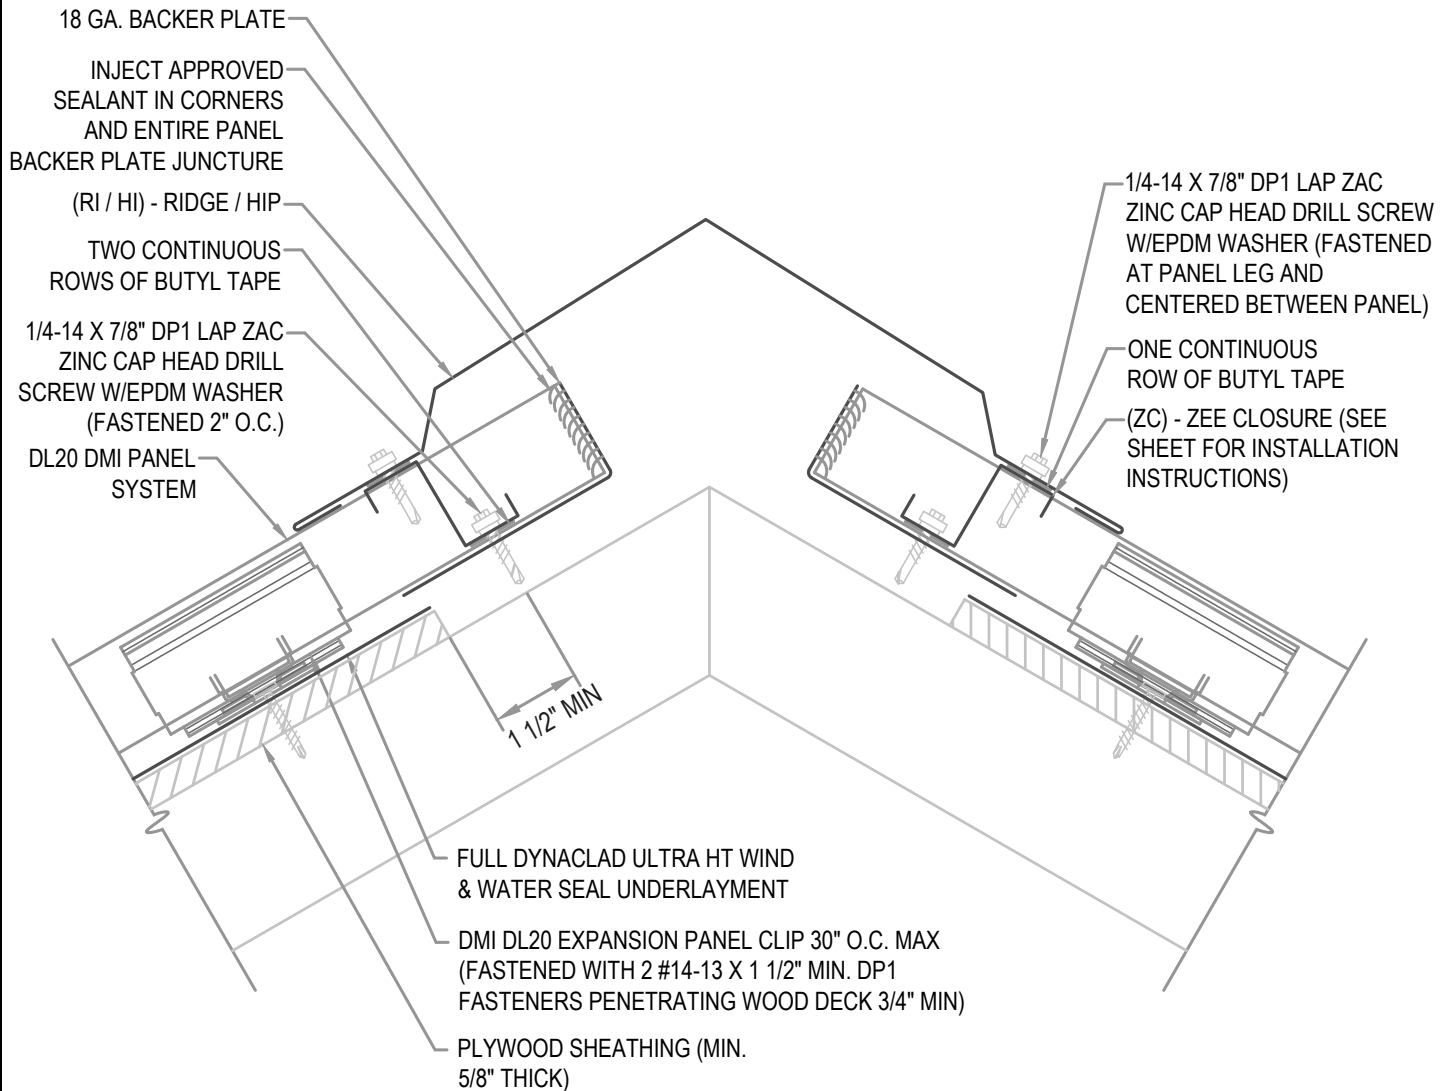 18 GA. BACKER PLATE
INJECT APPROVED
SEALANT IN CORNERS
AND ENTIRE PANEL
BACKER PLATE JUNCTURE
(RI / HI) - RIDGE / HIP
TWO CONTINUOUS
ROWS OF BUTYL TAPE
1/4-14 X 7/8" DP1 LAP ZAC
ZINC CAP HEAD DRILL
SCREW W/EPDM WASHER
(FASTENED 2" O.C.)
DL20 DMI PANEL
SYSTEM
1/4-14 X 7/8" DP1 LAP ZAC
ZINC CAP HEAD DRILL SCREW
W/EPDM WASHER (FASTENED
AT PANEL LEG AND
CENTERED BETWEEN PANEL)
ONE CONTINUOUS
ROW OF BUTYL TAPE
(ZC) - ZEE CLOSURE (SEE
SHEET FOR INSTALLATION
INSTRUCTIONS)
1 1/2" MIN
FULL DYNACLAD ULTRA HT WIND
& WATER SEAL UNDERLAYMENT
DMI DL20 EXPANSION PANEL CLIP 30" O.C. MAX
(FASTENED WITH 2 #14-13 X 1 1/2" MIN. DP1
FASTENERS PENETRATING WOOD DECK 3/4" MIN)
PLYWOOD SHEATHING (MIN.
5/8" THICK)